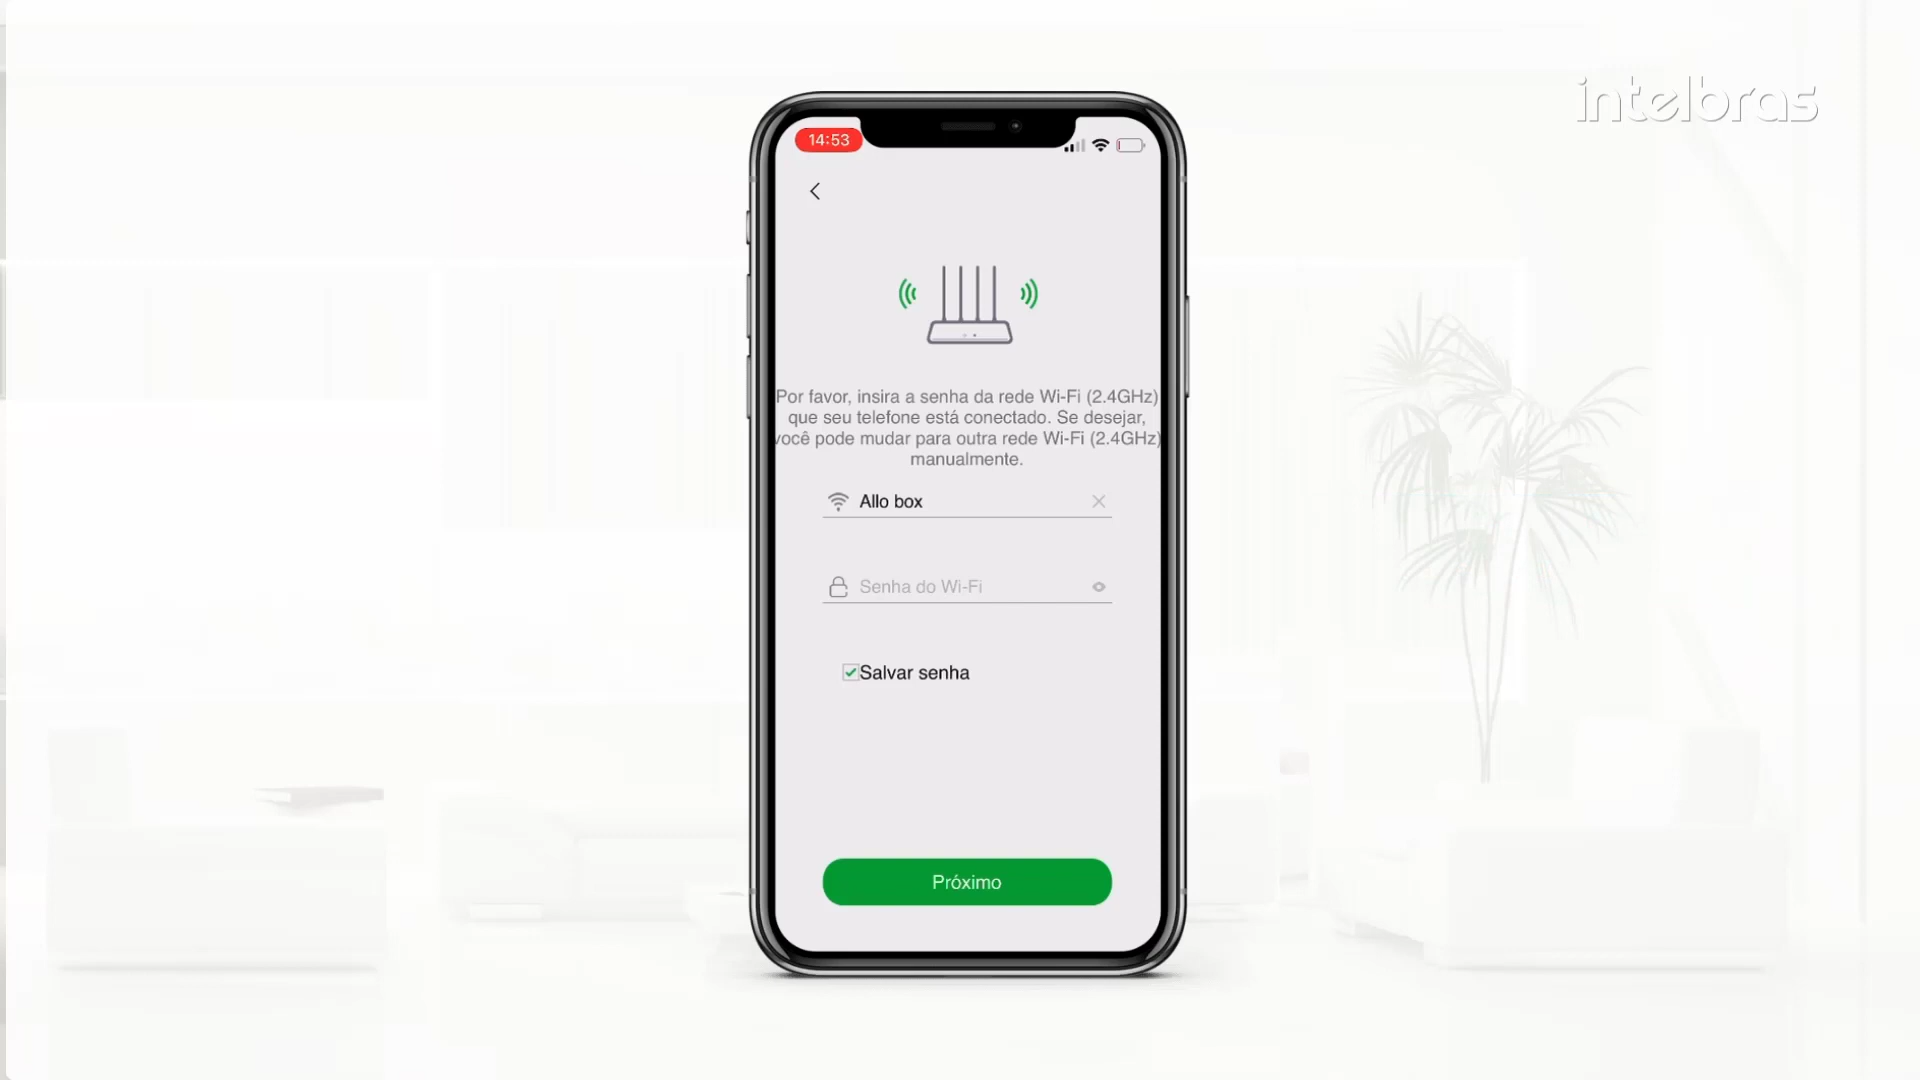 intelbras
14:53
Por favor, insira a senha da rede Wi-Fi (2.4GHz)
que seu telefone está conectado. Se desejar,
você pode mudar para outra rede Wi-Fi (2.4GHz)
manualmente.
Allo box
Senha do Wi-Fi
Salvar senha
Próximo